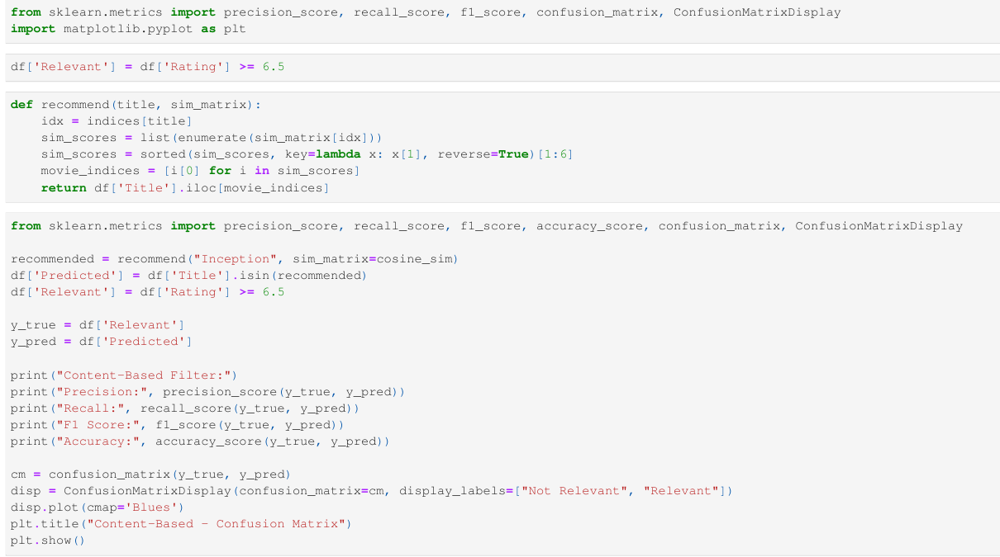 from sklearn.metrics import precision_score, recall_score, f1_score, confusion_matrix, ConfusionMatrixDisplay
import matplotlib.pyplot as plt
df['Relevant'] = df['Rating'] >= 6.5
def recommend(title, sim_matrix):
    idx = indices[title]
    sim_scores = list(enumerate(sim_matrix[idx]))
    sim_scores = sorted(sim_scores, key=lambda x: x[1], reverse=True)[1:6]
    movie_indices = [i[0] for i in sim_scores]
    return df['Title'].iloc[movie_indices]
from sklearn.metrics import precision_score, recall_score, f1_score, accuracy_score, confusion_matrix, ConfusionMatrixDisplay
recommended = recommend("Inception", sim_matrix=cosine_sim)
df['Predicted'] = df['Title'].isin(recommended)
df['Relevant'] = df['Rating'] >= 6.5
y_true = df['Relevant']
y_pred = df['Predicted']
print("Content-Based Filter:")
print("Precision:", precision_score(y_true, y_pred))
print("Recall:", recall_score(y_true, y_pred))
print("F1 Score:", f1_score(y_true, y_pred))
print("Accuracy:", accuracy_score(y_true, y_pred))
cm = confusion_matrix(y_true, y_pred)
disp = ConfusionMatrixDisplay(confusion_matrix=cm, display_labels=["Not Relevant", "Relevant"])
disp.plot(cmap='Blues')
plt.title("Content-Based - Confusion Matrix")
plt.show()